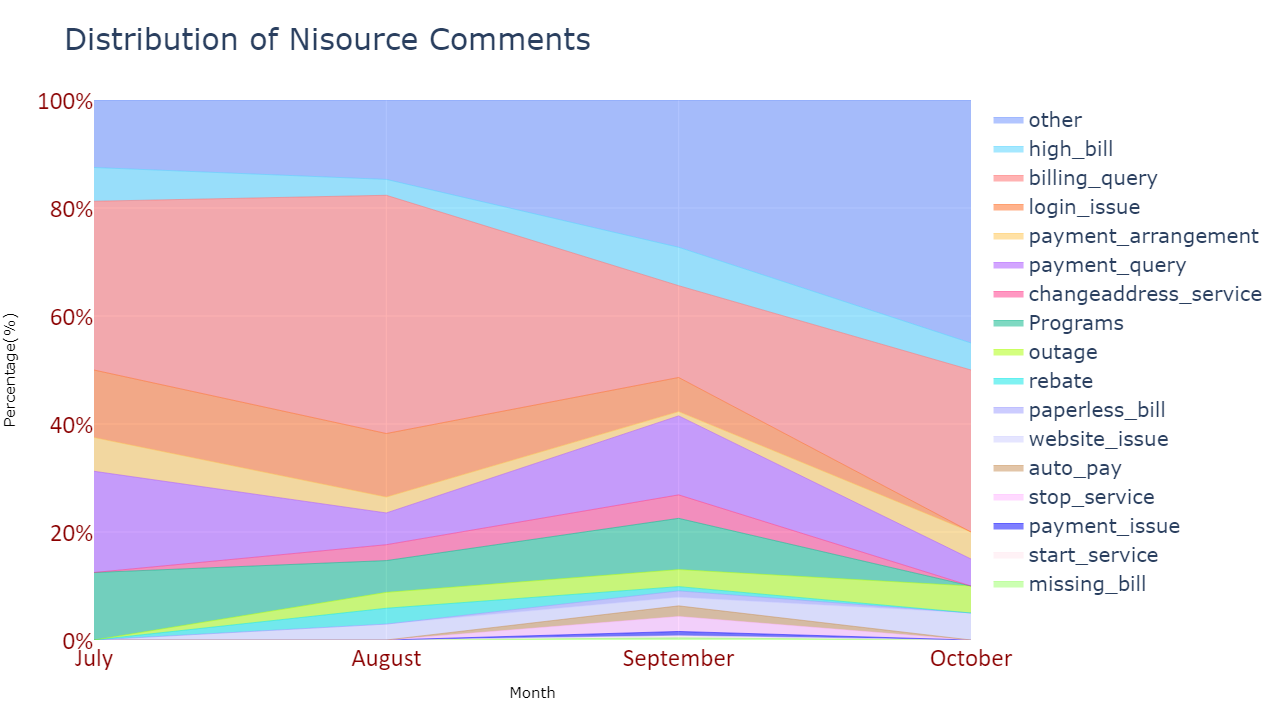 Distribution of Nisource Comments
100%
80%
60%
40%
20%
0%
Percentage(%)
July
August
September
October
Month
other
high_bill
billing_query
login_issue
payment_arrangement
payment_query
changeaddress_service
Programs
outage
rebate
paperless_bill
website_issue
auto_pay
stop_service
payment_issue
start_service
missing_bill